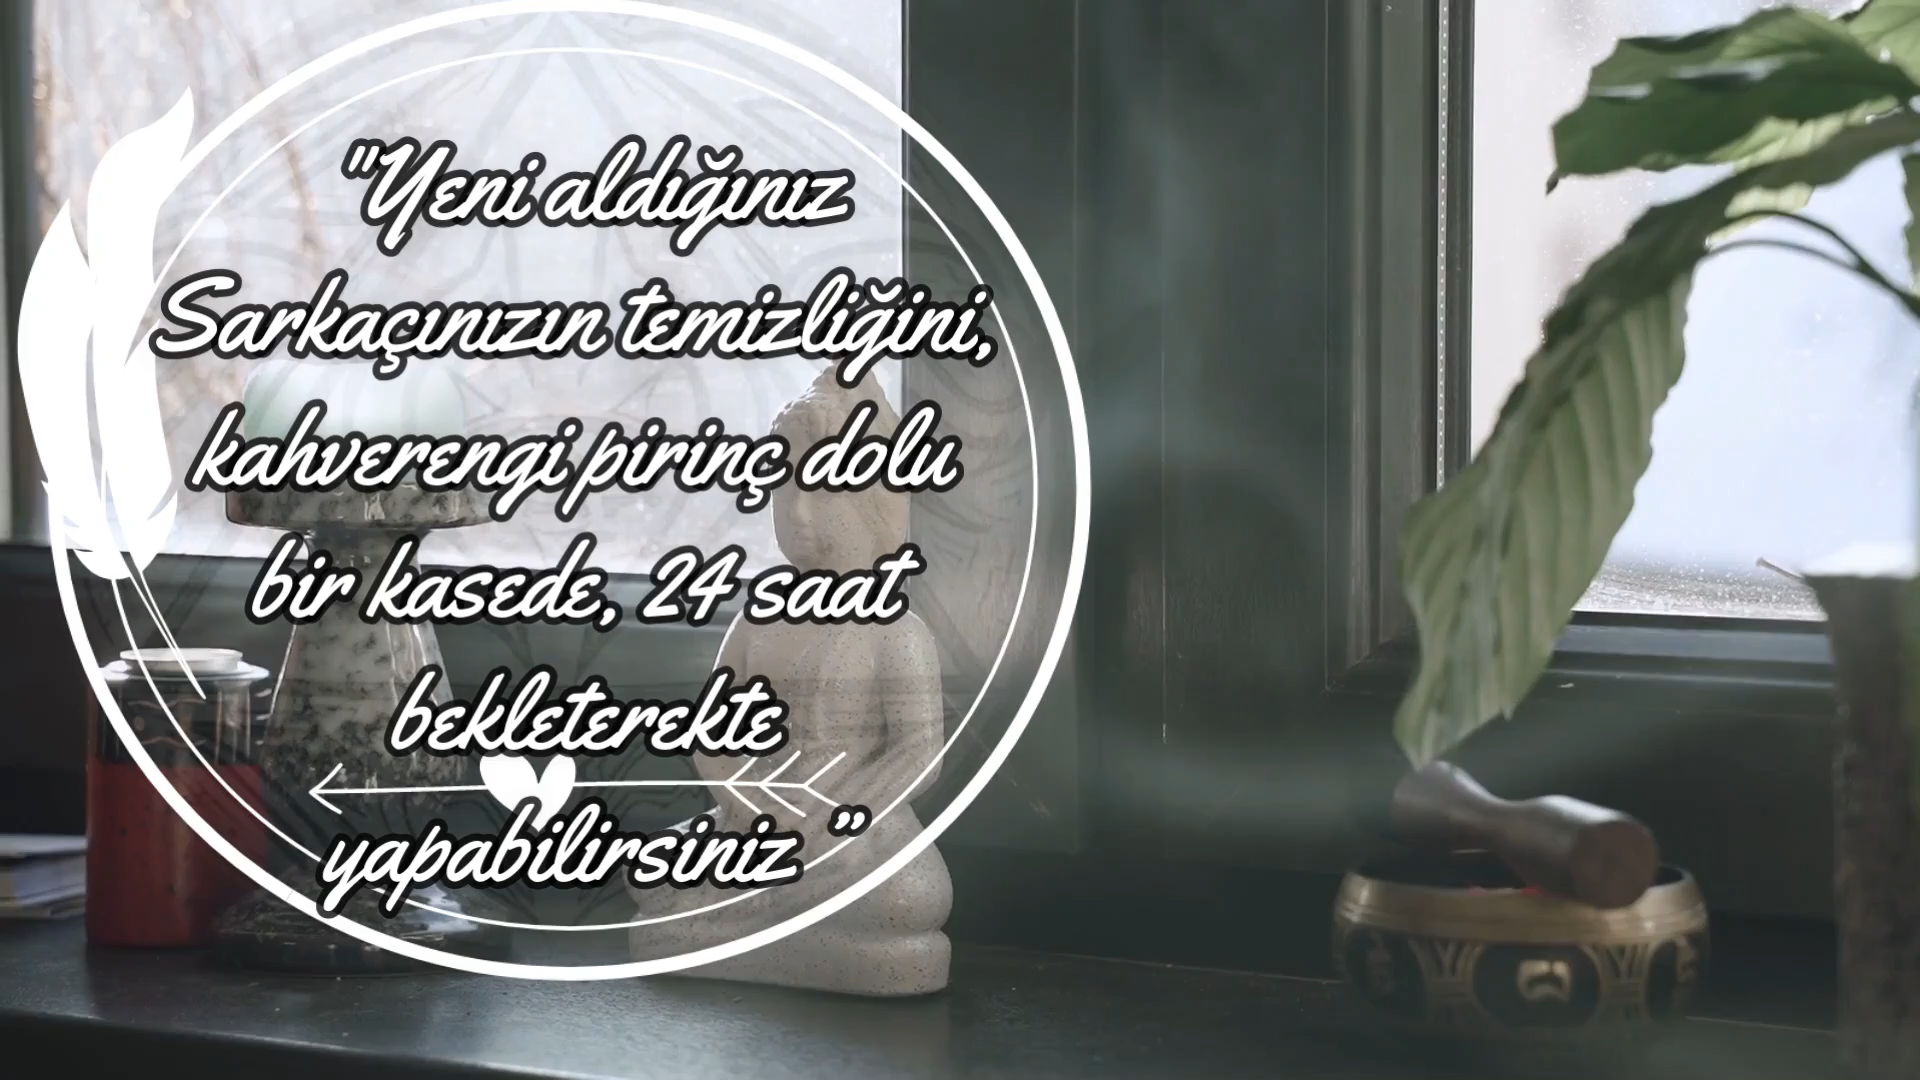 "Yeni aldığınız
Sarkaçınızın temizliğini,
kahverengi pirinç dolu
bir kasede, 24 saat
bekleterekte
yapabilirsiniz ”